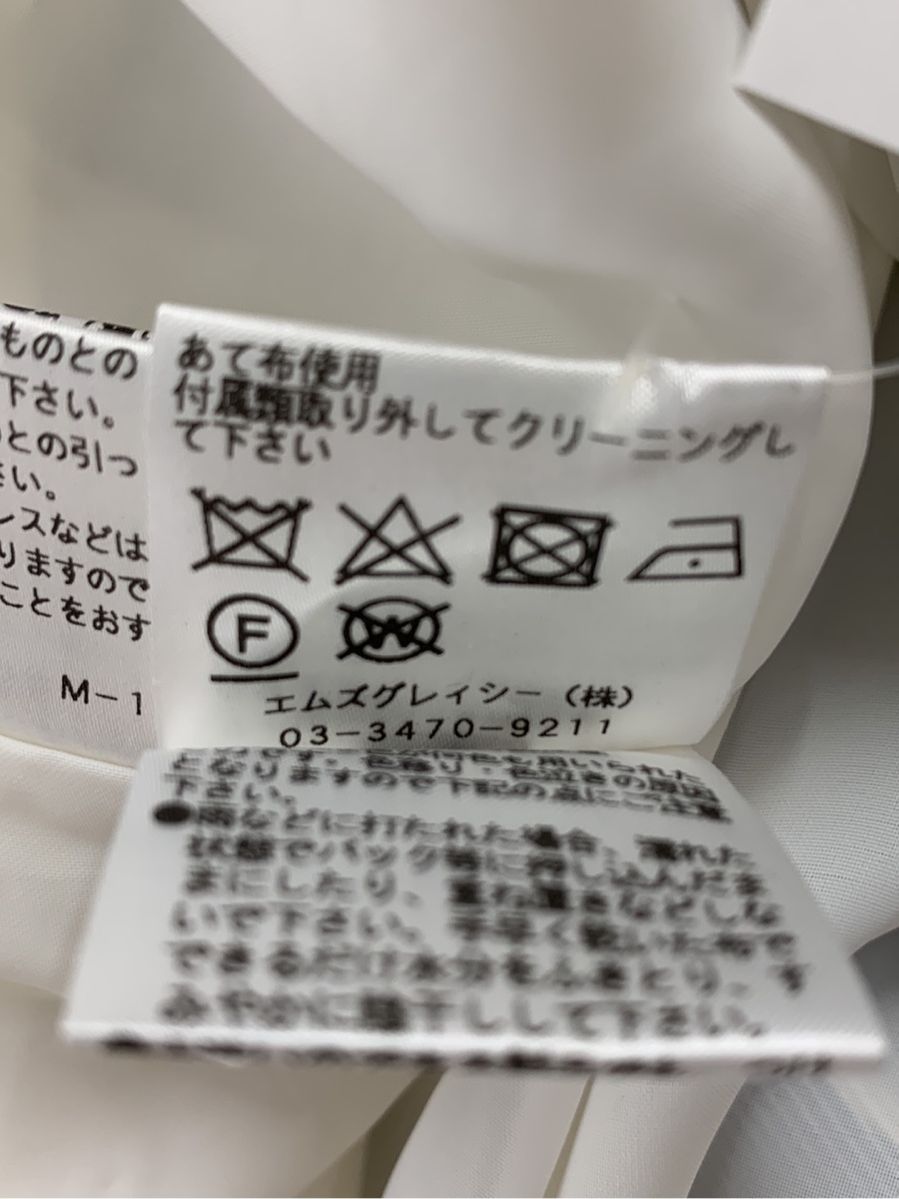 ものとの
下さい。
との引っ
さい。
レスなどは
りますので
ことをおす
M-1
あて布使用
付属類取り外してクリーニングし
て下さい
F
W
エムズグレイシー（株）
03-3470-9211
となりますので下記の点にご注意
下さい。
●雨などに打たれた場合、濡れた
状態でバック等に押し込んだま
まにしたり、重ね置きなどしな
いで下さい。手早く乾いた布で
できるだけ水分をふきとり、す
みやかに陰干しして下さい。